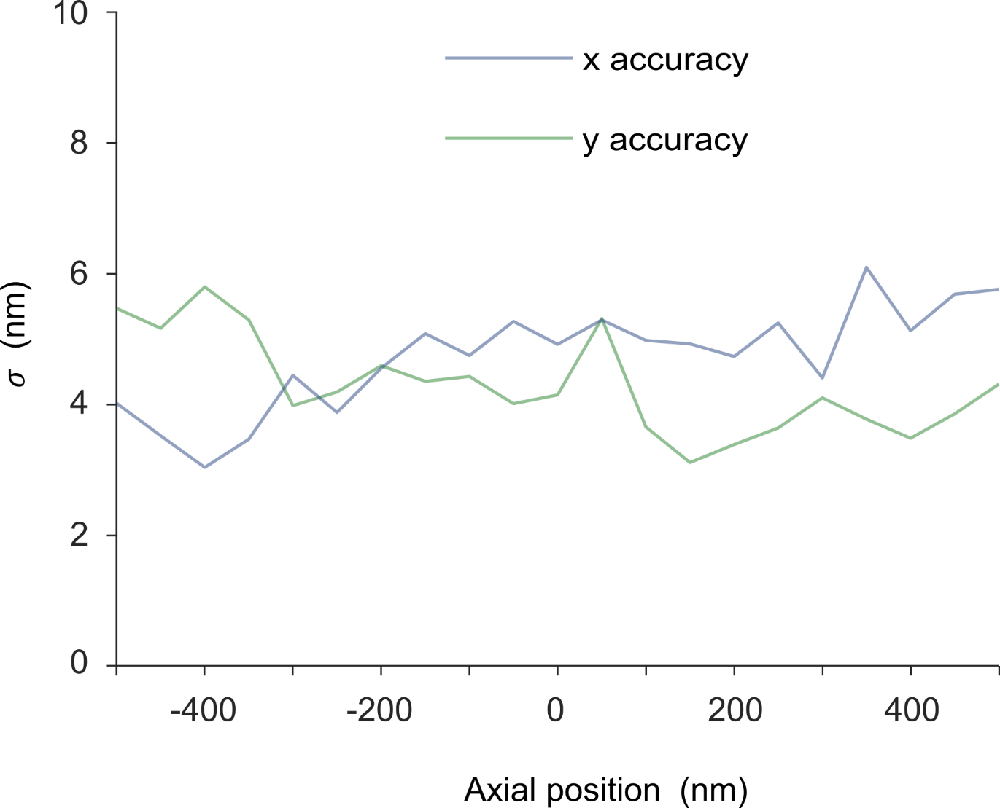 10
x accuracy
8
y accuracy
6
σ (nm)
4
2
0
-400 -200 0 200 400
Axial position (nm)